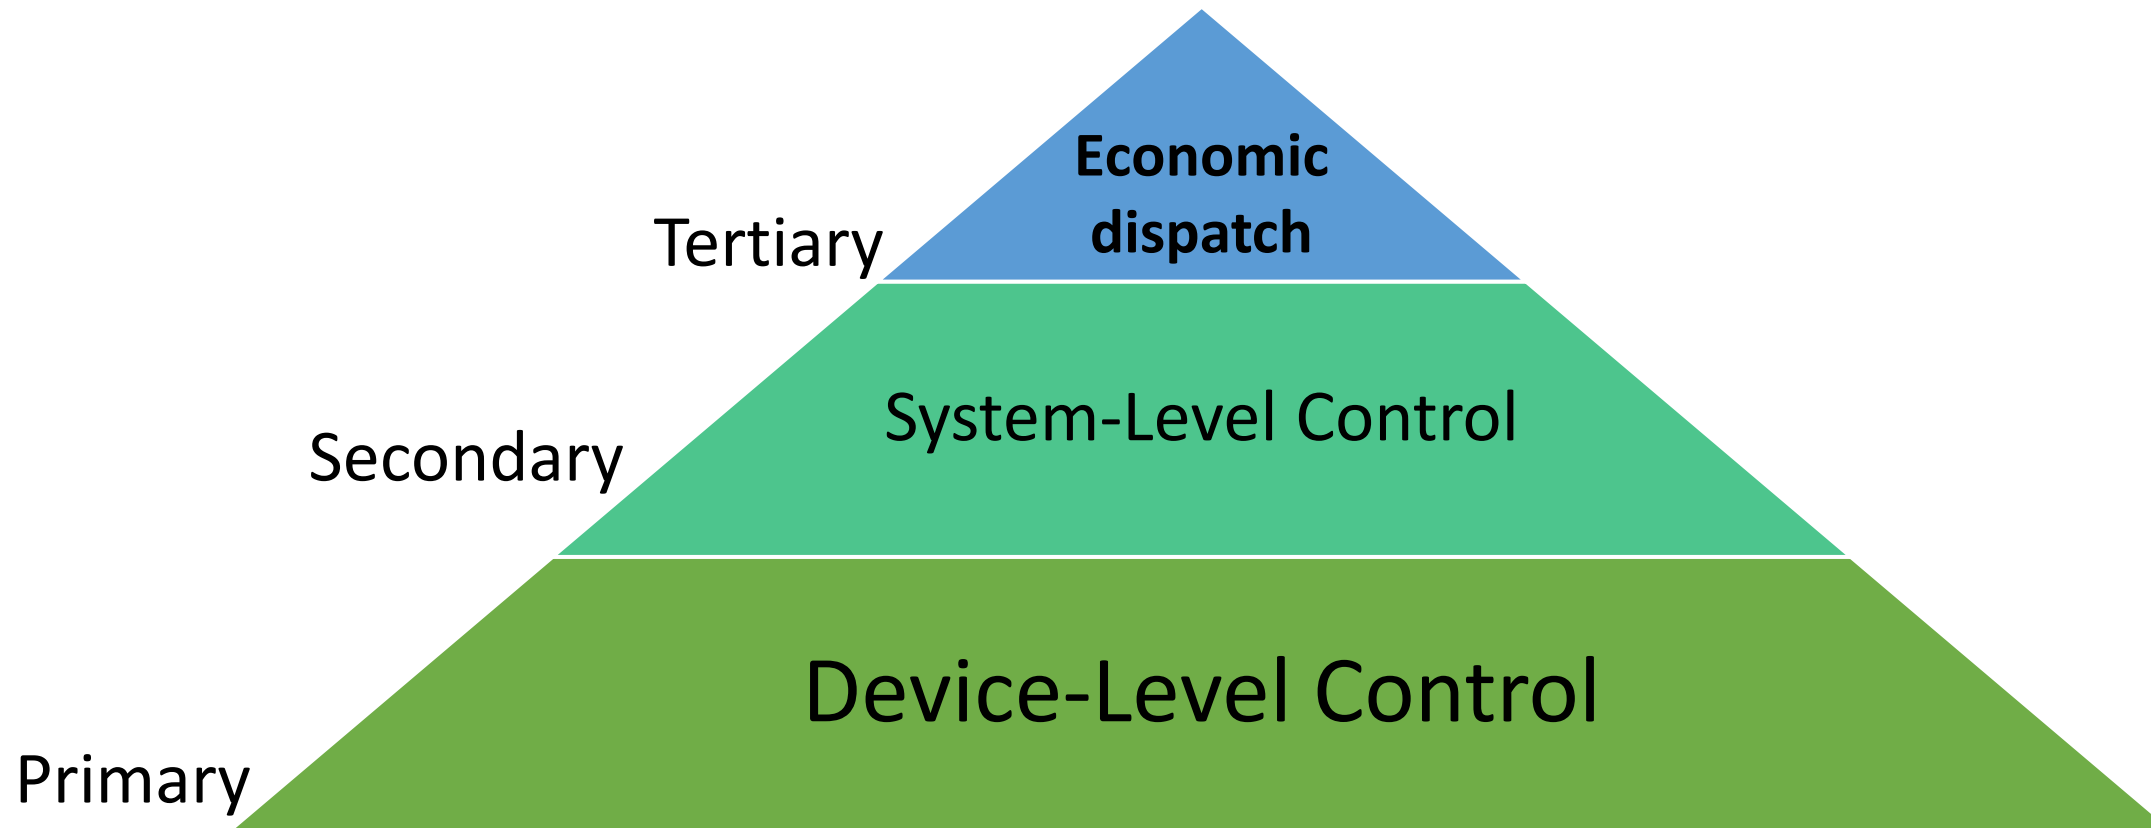 Economic
dispatch
Tertiary
System-Level Control
Secondary
Device-Level Control
Primary